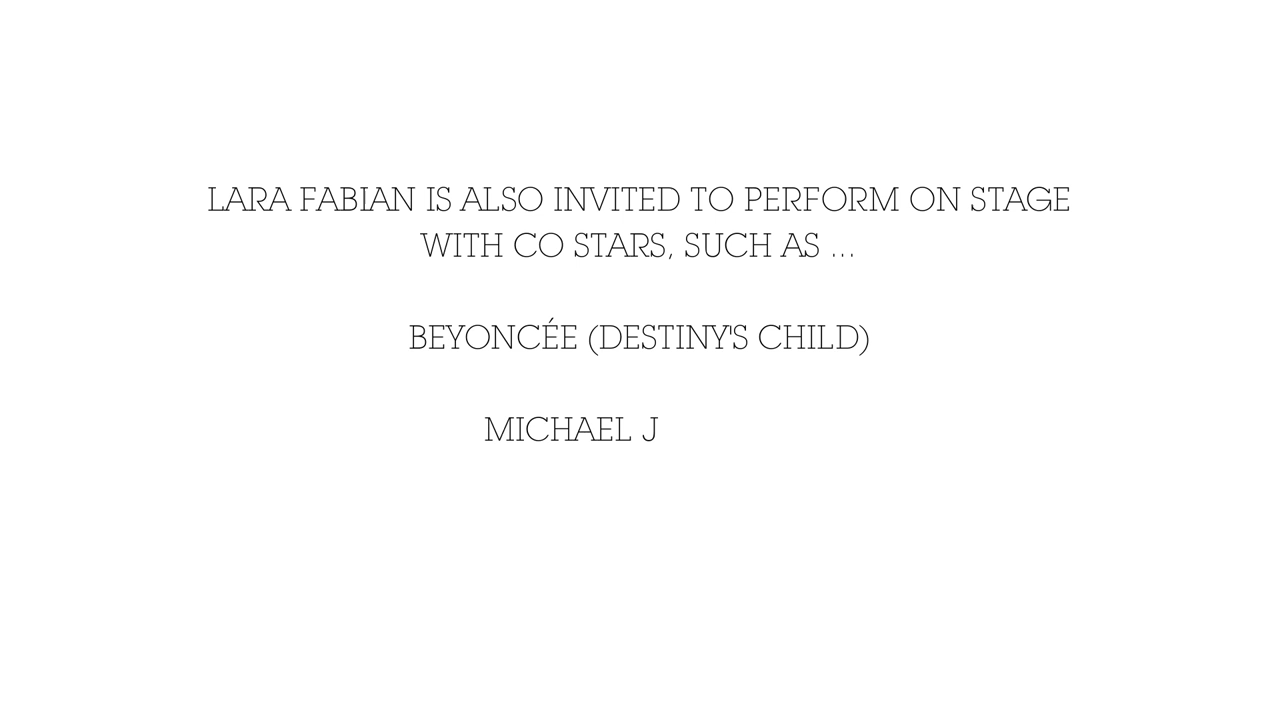 LARA FABIAN IS ALSO INVITED TO PERFORM ON STAGE
WITH CO STARS, SUCH AS ...
BEYONCÉE (DESTINY'S CHILD)
MICHAEL J